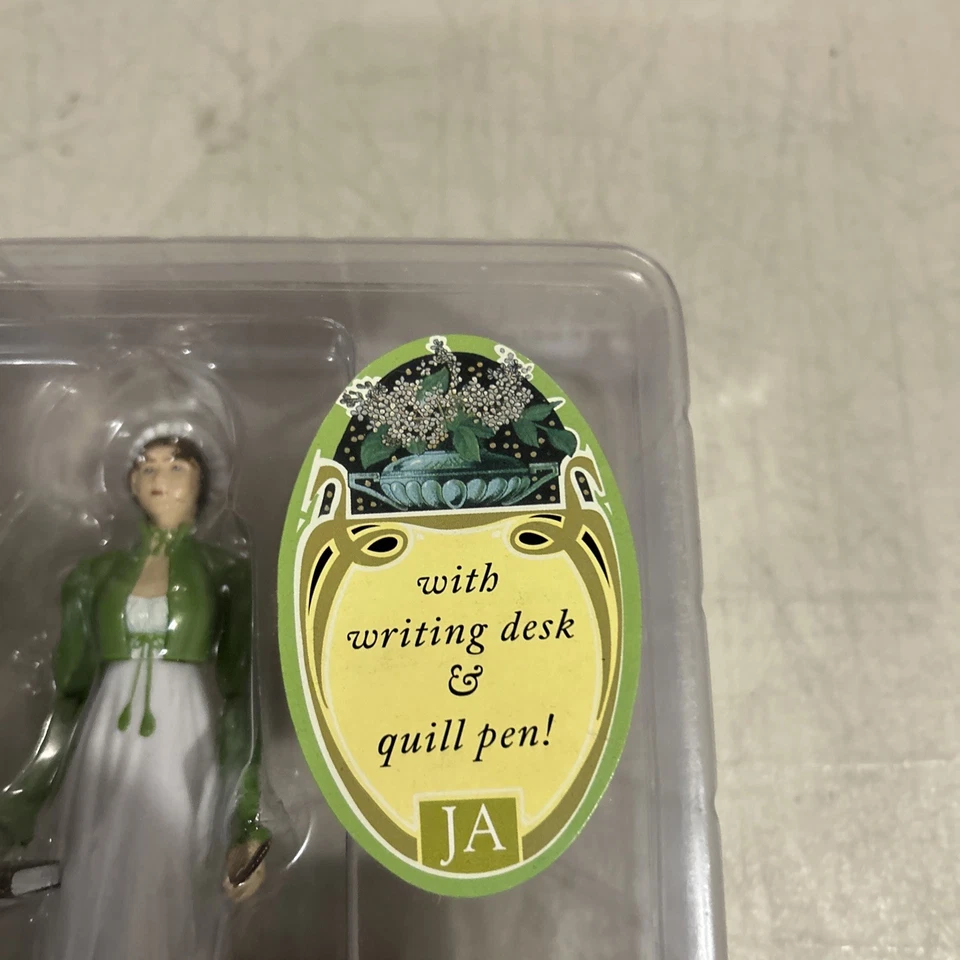 with
writing desk
&
quill pen!
JA